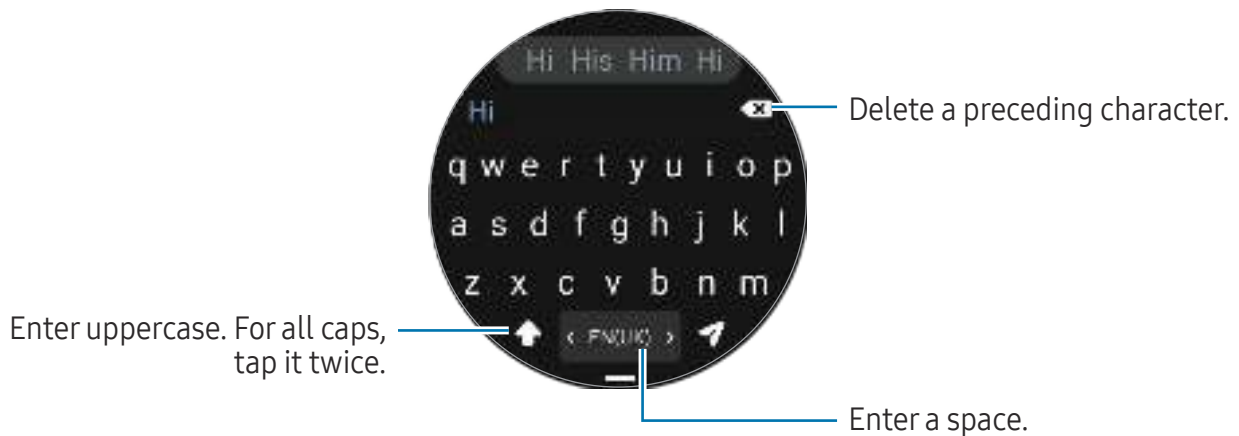 Hi His Him Hi
Hi
Delete a preceding character.
q w e r t y u i o p
a s d f g h j k l
z x c v b n m
Enter uppercase. For all caps,
tap it twice.
‹ EN(UK) ›
Enter a space.